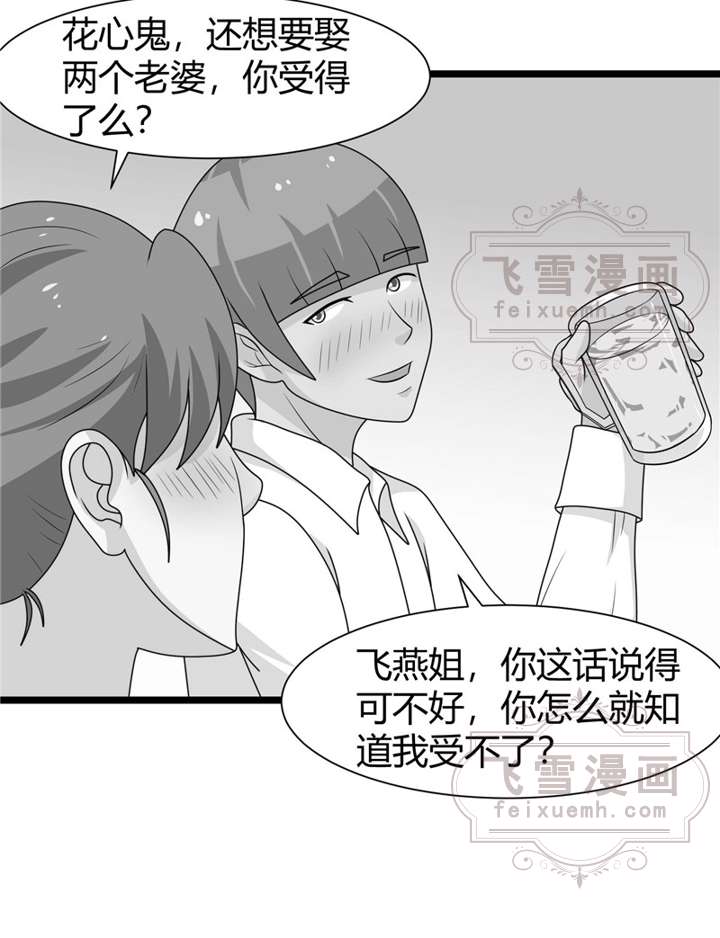 花心鬼，还想要娶
两个老婆，你受得
了么？
飞雪漫画
feixuemh.com
飞燕姐，你这话说得
可不好，你怎么就知
道我受不了？
飞雪漫画
feixuemh.com